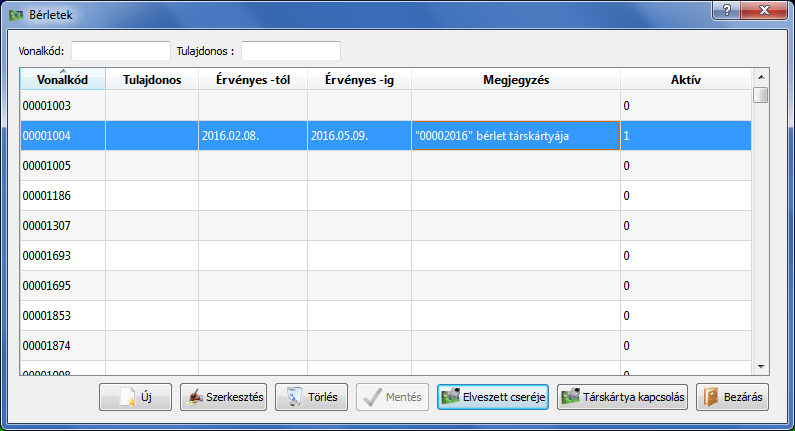 Bérletek
Vonalkód: Tulajdonos :
Vonalkód Tulajdonos Érvényes -tól Érvényes -ig Megjegyzés Aktív
00001003 0
00001004 2016.02.08. 2016.05.09. "00002016" bérlet társkártyája 1
00001005 0
00001186 0
00001307 0
00001693 0
00001695 0
00001853 0
00001874 0
00001908 0
Új Szerkesztés Törlés Mentés Elveszett cseréje Társkártya kapcsolás Bezárás